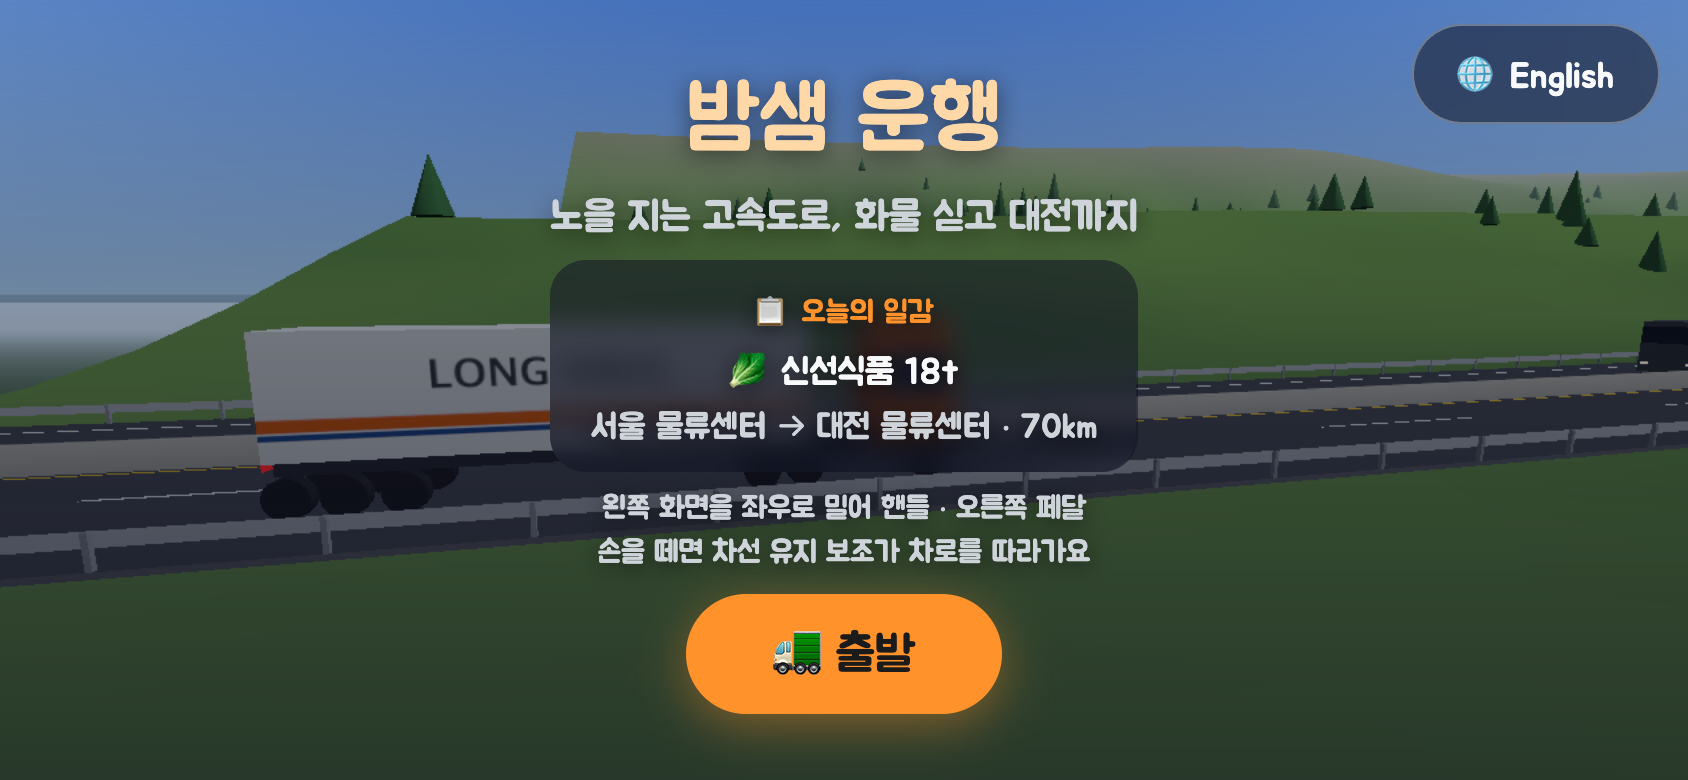 English
밤샘 운행
노을 지는 고속도로, 화물 싣고 대전까지
오늘의 일감
신선식품 18t
LONG
서울 물류센터 → 대전 물류센터 · 70km
왼쪽 화면을 좌우로 밀어 핸들 · 오른쪽 페달
손을 떼면 차선 유지 보조가 차로를 따라가요
출발